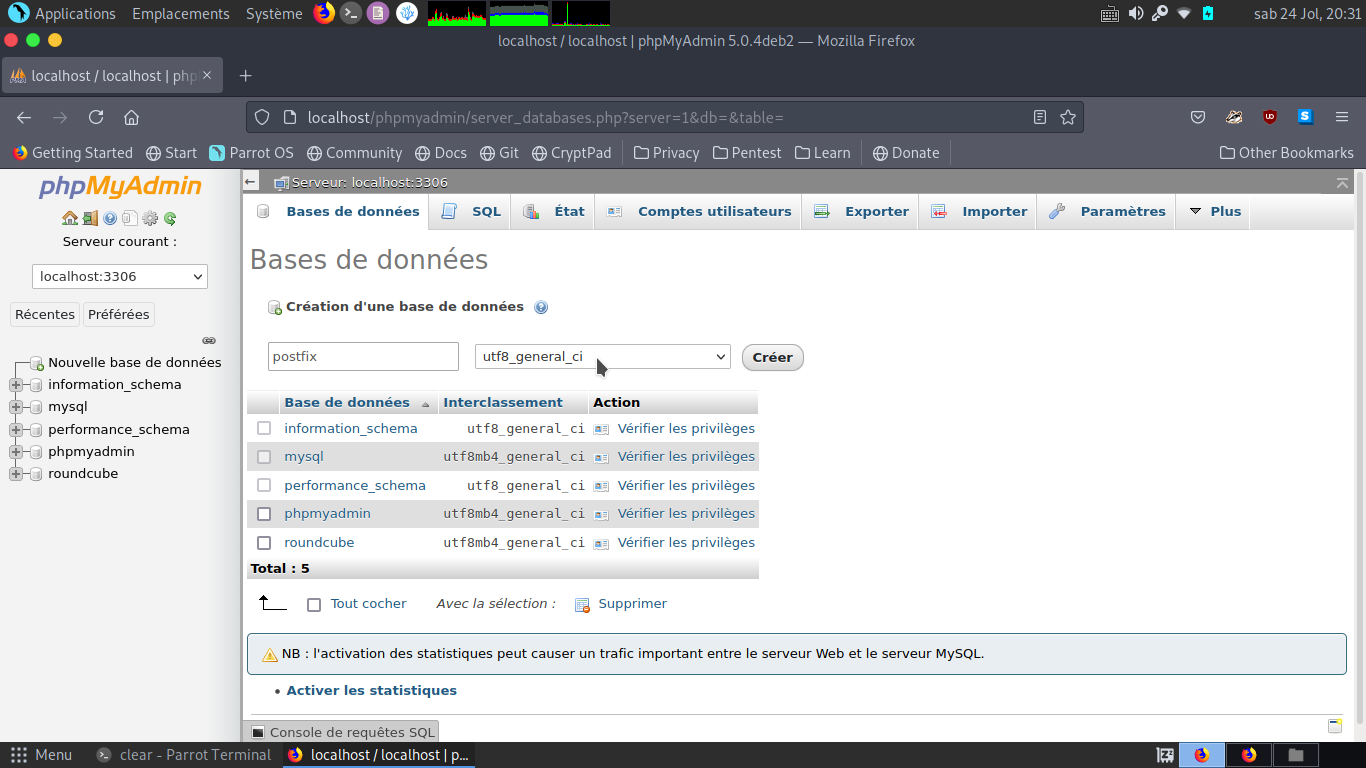 Applications Emplacements Système sab 24 Jol, 20:31
localhost / localhost | phpMyAdmin 5.0.4deb2 — Mozilla Firefox
localhost / localhost | php
localhost/phpmyadmin/server_databases.php?server=1&db=&table=
Getting Started Start Parrot OS Community Docs Git CryptPad Privacy Pentest Learn Donate Other Bookmarks
phpMyAdmin
Serveur courant :
localhost:3306
Récentes Préférées
Nouvelle base de données
information_schema
mysql
performance_schema
phpmyadmin
roundcube
Serveur: localhost:3306
Bases de données SQL État Comptes utilisateurs Exporter Importer Paramètres Plus
Bases de données
Création d'une base de données
postfix utf8_general_ci Créer
Base de données Interclassement Action
information_schema utf8_general_ci Vérifier les privilèges
mysql utf8mb4_general_ci Vérifier les privilèges
performance_schema utf8_general_ci Vérifier les privilèges
phpmyadmin utf8mb4_general_ci Vérifier les privilèges
roundcube utf8mb4_general_ci Vérifier les privilèges
Total : 5
Tout cocher Avec la sélection : Supprimer
NB : l'activation des statistiques peut causer un trafic important entre le serveur Web et le serveur MySQL.
• Activer les statistiques
Console de requêtes SQL
Menu clear - Parrot Terminal localhost / localhost | p...